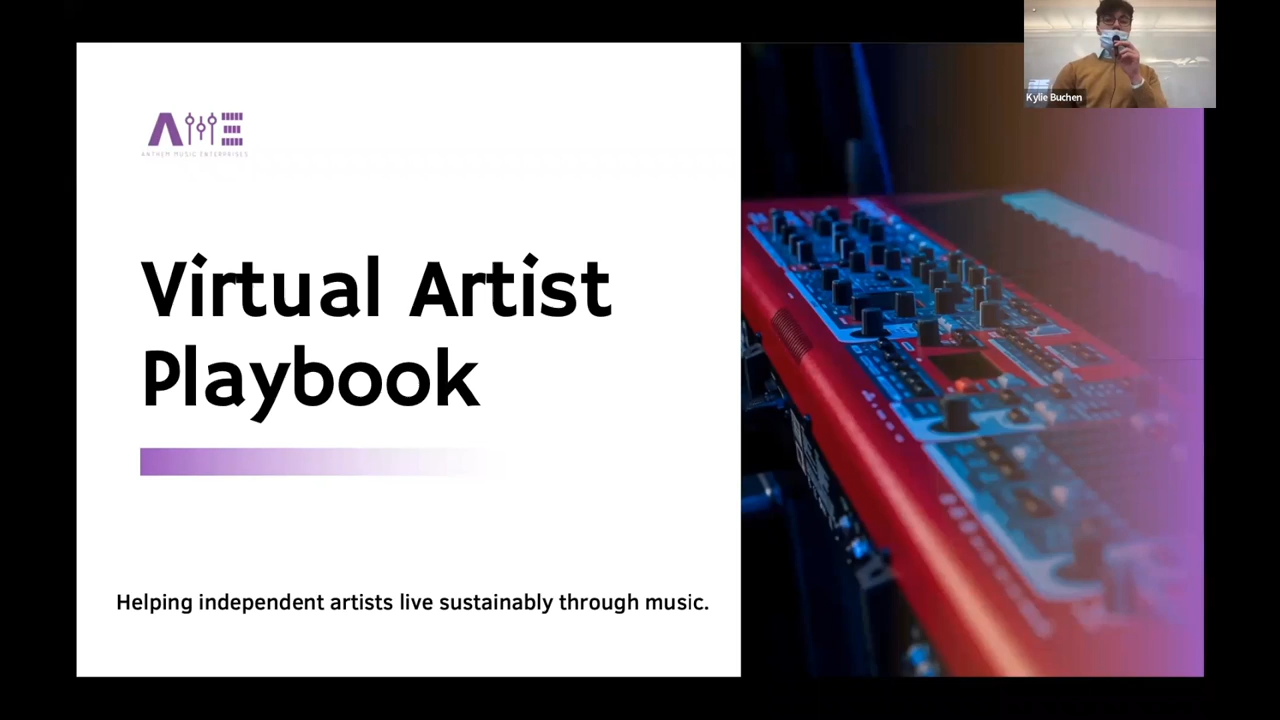 AME
ANTHEM MUSIC ENTERPRISES
Virtual Artist
Playbook
Helping independent artists live sustainably through music.
Kylie Buchen